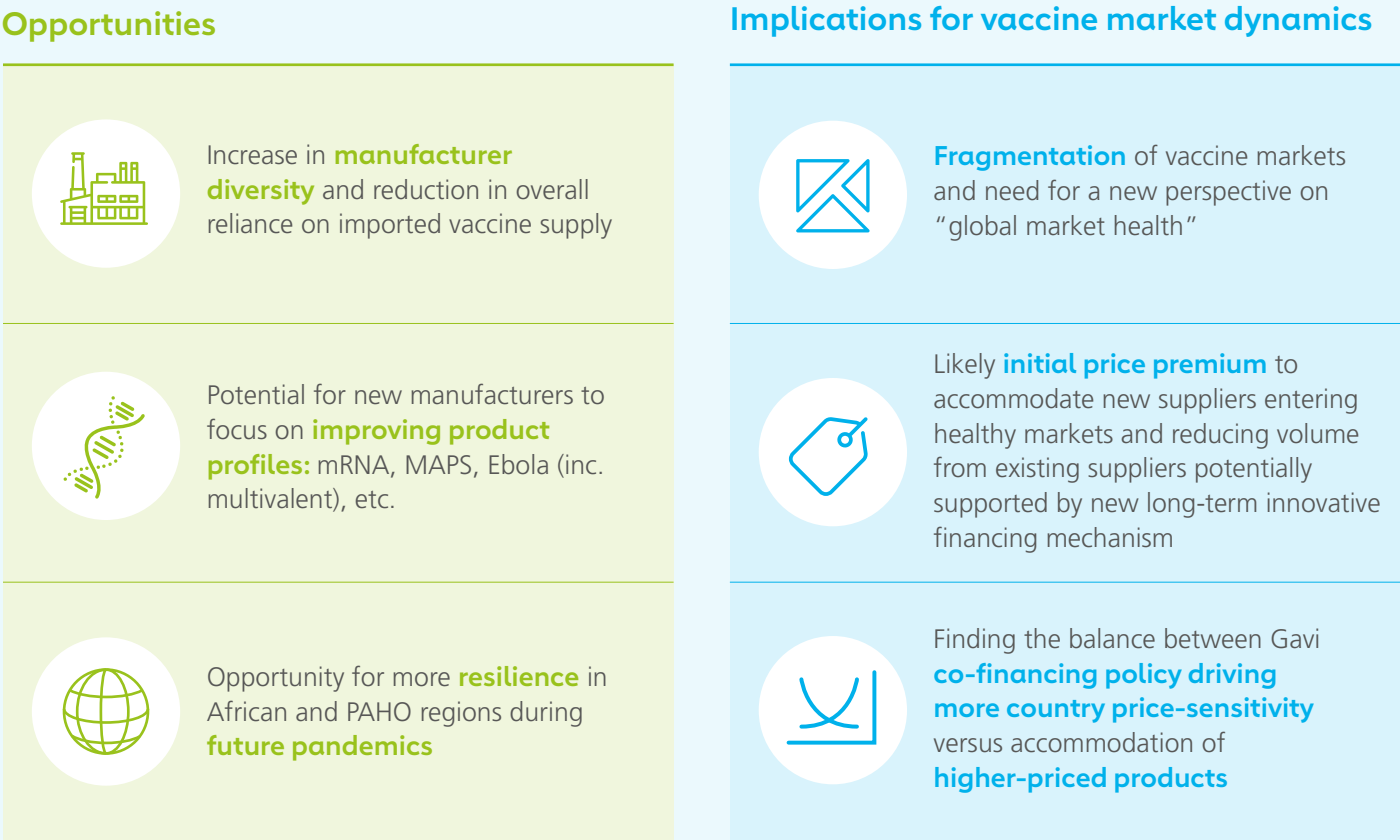 Opportunities
Increase in manufacturer
diversity and reduction in overall
reliance on imported vaccine supply
Potential for new manufacturers to
focus on improving product
profiles: mRNA, MAPS, Ebola (inc.
multivalent), etc.
Opportunity for more resilience in
African and PAHO regions during
future pandemics
Implications for vaccine market dynamics
Fragmentation of vaccine markets
and need for a new perspective on
“global market health”
Likely initial price premium to
accommodate new suppliers entering
healthy markets and reducing volume
from existing suppliers potentially
supported by new long-term innovative
financing mechanism
Finding the balance between Gavi
co-financing policy driving
more country price-sensitivity
versus accommodation of
higher-priced products